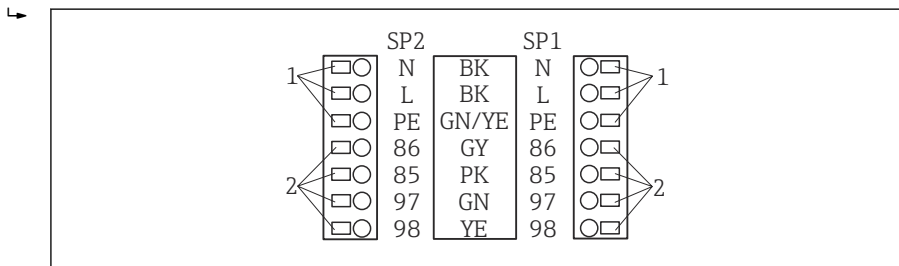 SP2 SP1
1 N BK N 1
L BK L
PE GN/YE PE
86 GY 86
2 85 PK 85 2
97 GN 97
98 YE 98